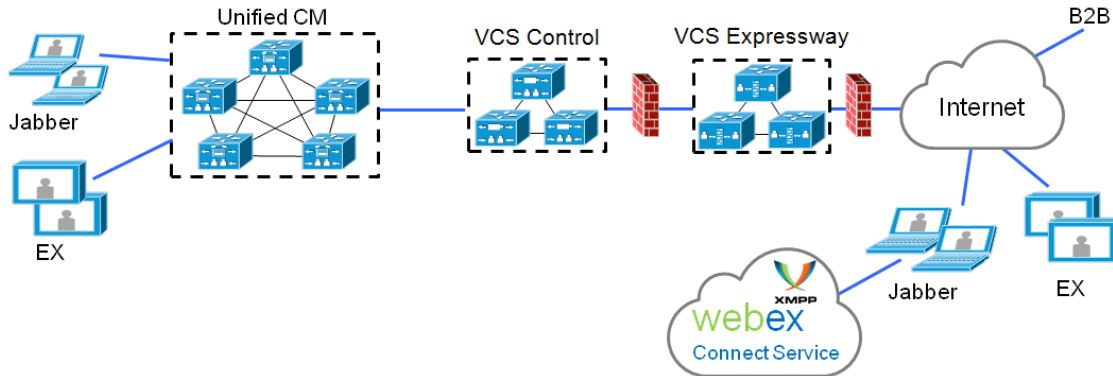 Unified CM
VCS Control
VCS Expressway
B2B
Internet
Jabber
EX
Jabber
EX
XMPP
webex
Connect Service